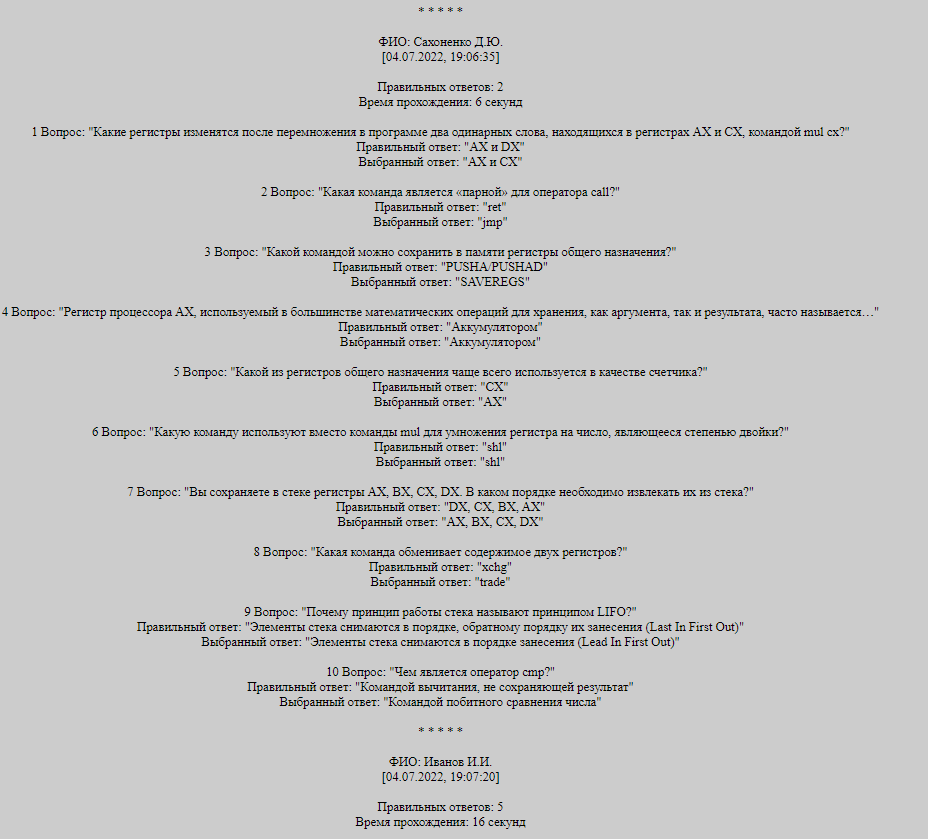 * * * * *
ФИО: Сахоненко Д.Ю.
[04.07.2022, 19:06:35]
Правильных ответов: 2
Время прохождения: 6 секунд
1 Вопрос: "Какие регистры изменятся после перемножения в программе два одинарных слова, находящихся в регистрах AX и CX, командой mul cx?"
Правильный ответ: "AX и DX"
Выбранный ответ: "AX и CX"
2 Вопрос: "Какая команда является «парной» для оператора call?"
Правильный ответ: "ret"
Выбранный ответ: "jmp"
3 Вопрос: "Какой командой можно сохранить в памяти регистры общего назначения?"
Правильный ответ: "PUSHA/PUSHAD"
Выбранный ответ: "SAVEREGS"
4 Вопрос: "Регистр процессора AX, используемый в большинстве математических операций для хранения, как аргумента, так и результата, часто называется…"
Правильный ответ: "Аккумулятором"
Выбранный ответ: "Аккумулятором"
5 Вопрос: "Какой из регистров общего назначения чаще всего используется в качестве счетчика?"
Правильный ответ: "CX"
Выбранный ответ: "AX"
6 Вопрос: "Какую команду используют вместо команды mul для умножения регистра на число, являющееся степенью двойки?"
Правильный ответ: "shl"
Выбранный ответ: "shl"
7 Вопрос: "Вы сохраняете в стеке регистры AX, BX, CX, DX. В каком порядке необходимо извлекать их из стека?"
Правильный ответ: "DX, CX, BX, AX"
Выбранный ответ: "AX, BX, CX, DX"
8 Вопрос: "Какая команда обменивает содержимое двух регистров?"
Правильный ответ: "xchg"
Выбранный ответ: "trade"
9 Вопрос: "Почему принцип работы стека называют принципом LIFO?"
Правильный ответ: "Элементы стека снимаются в порядке, обратному порядку их занесения (Last In First Out)"
Выбранный ответ: "Элементы стека снимаются в порядке занесения (Lead In First Out)"
10 Вопрос: "Чем является оператор cmp?"
Правильный ответ: "Командой вычитания, не сохраняющей результат"
Выбранный ответ: "Командой побитного сравнения числа"
* * * * *
ФИО: Иванов И.И.
[04.07.2022, 19:07:20]
Правильных ответов: 5
Время прохождения: 16 секунд